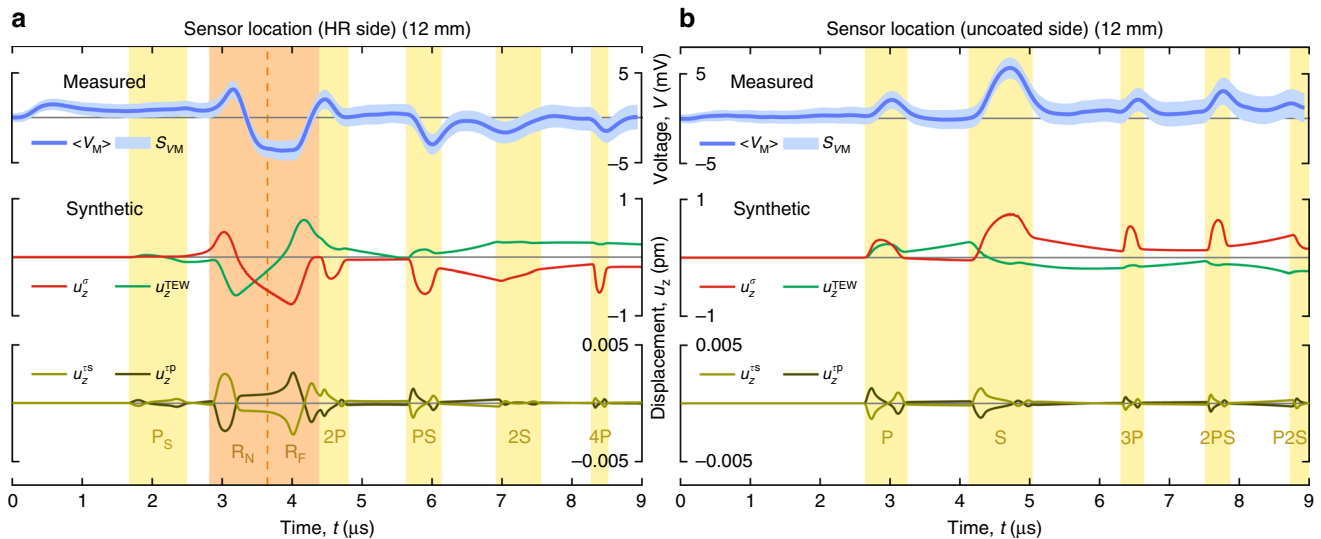 a
Sensor location (HR side) (12 mm)
Measured
<V_M> S_VM
5
−5
Synthetic
u_z^σ u_z^TEW
1
−1
u_z^τs u_z^τp
0.005
−0.005
P_S R_N R_F 2P PS 2S 4P
0 1 2 3 4 5 6 7 8 9
Time, t (μs)
Voltage, V (mV)
Displacement, u_z (pm)
b
Sensor location (uncoated side) (12 mm)
Measured
<V_M> S_VM
5
−5
Synthetic
u_z^σ u_z^TEW
1
−1
0.005
u_z^τs u_z^τp
−0.005
P S 3P 2PS P2S
0 1 2 3 4 5 6 7 8 9
Time, t (μs)